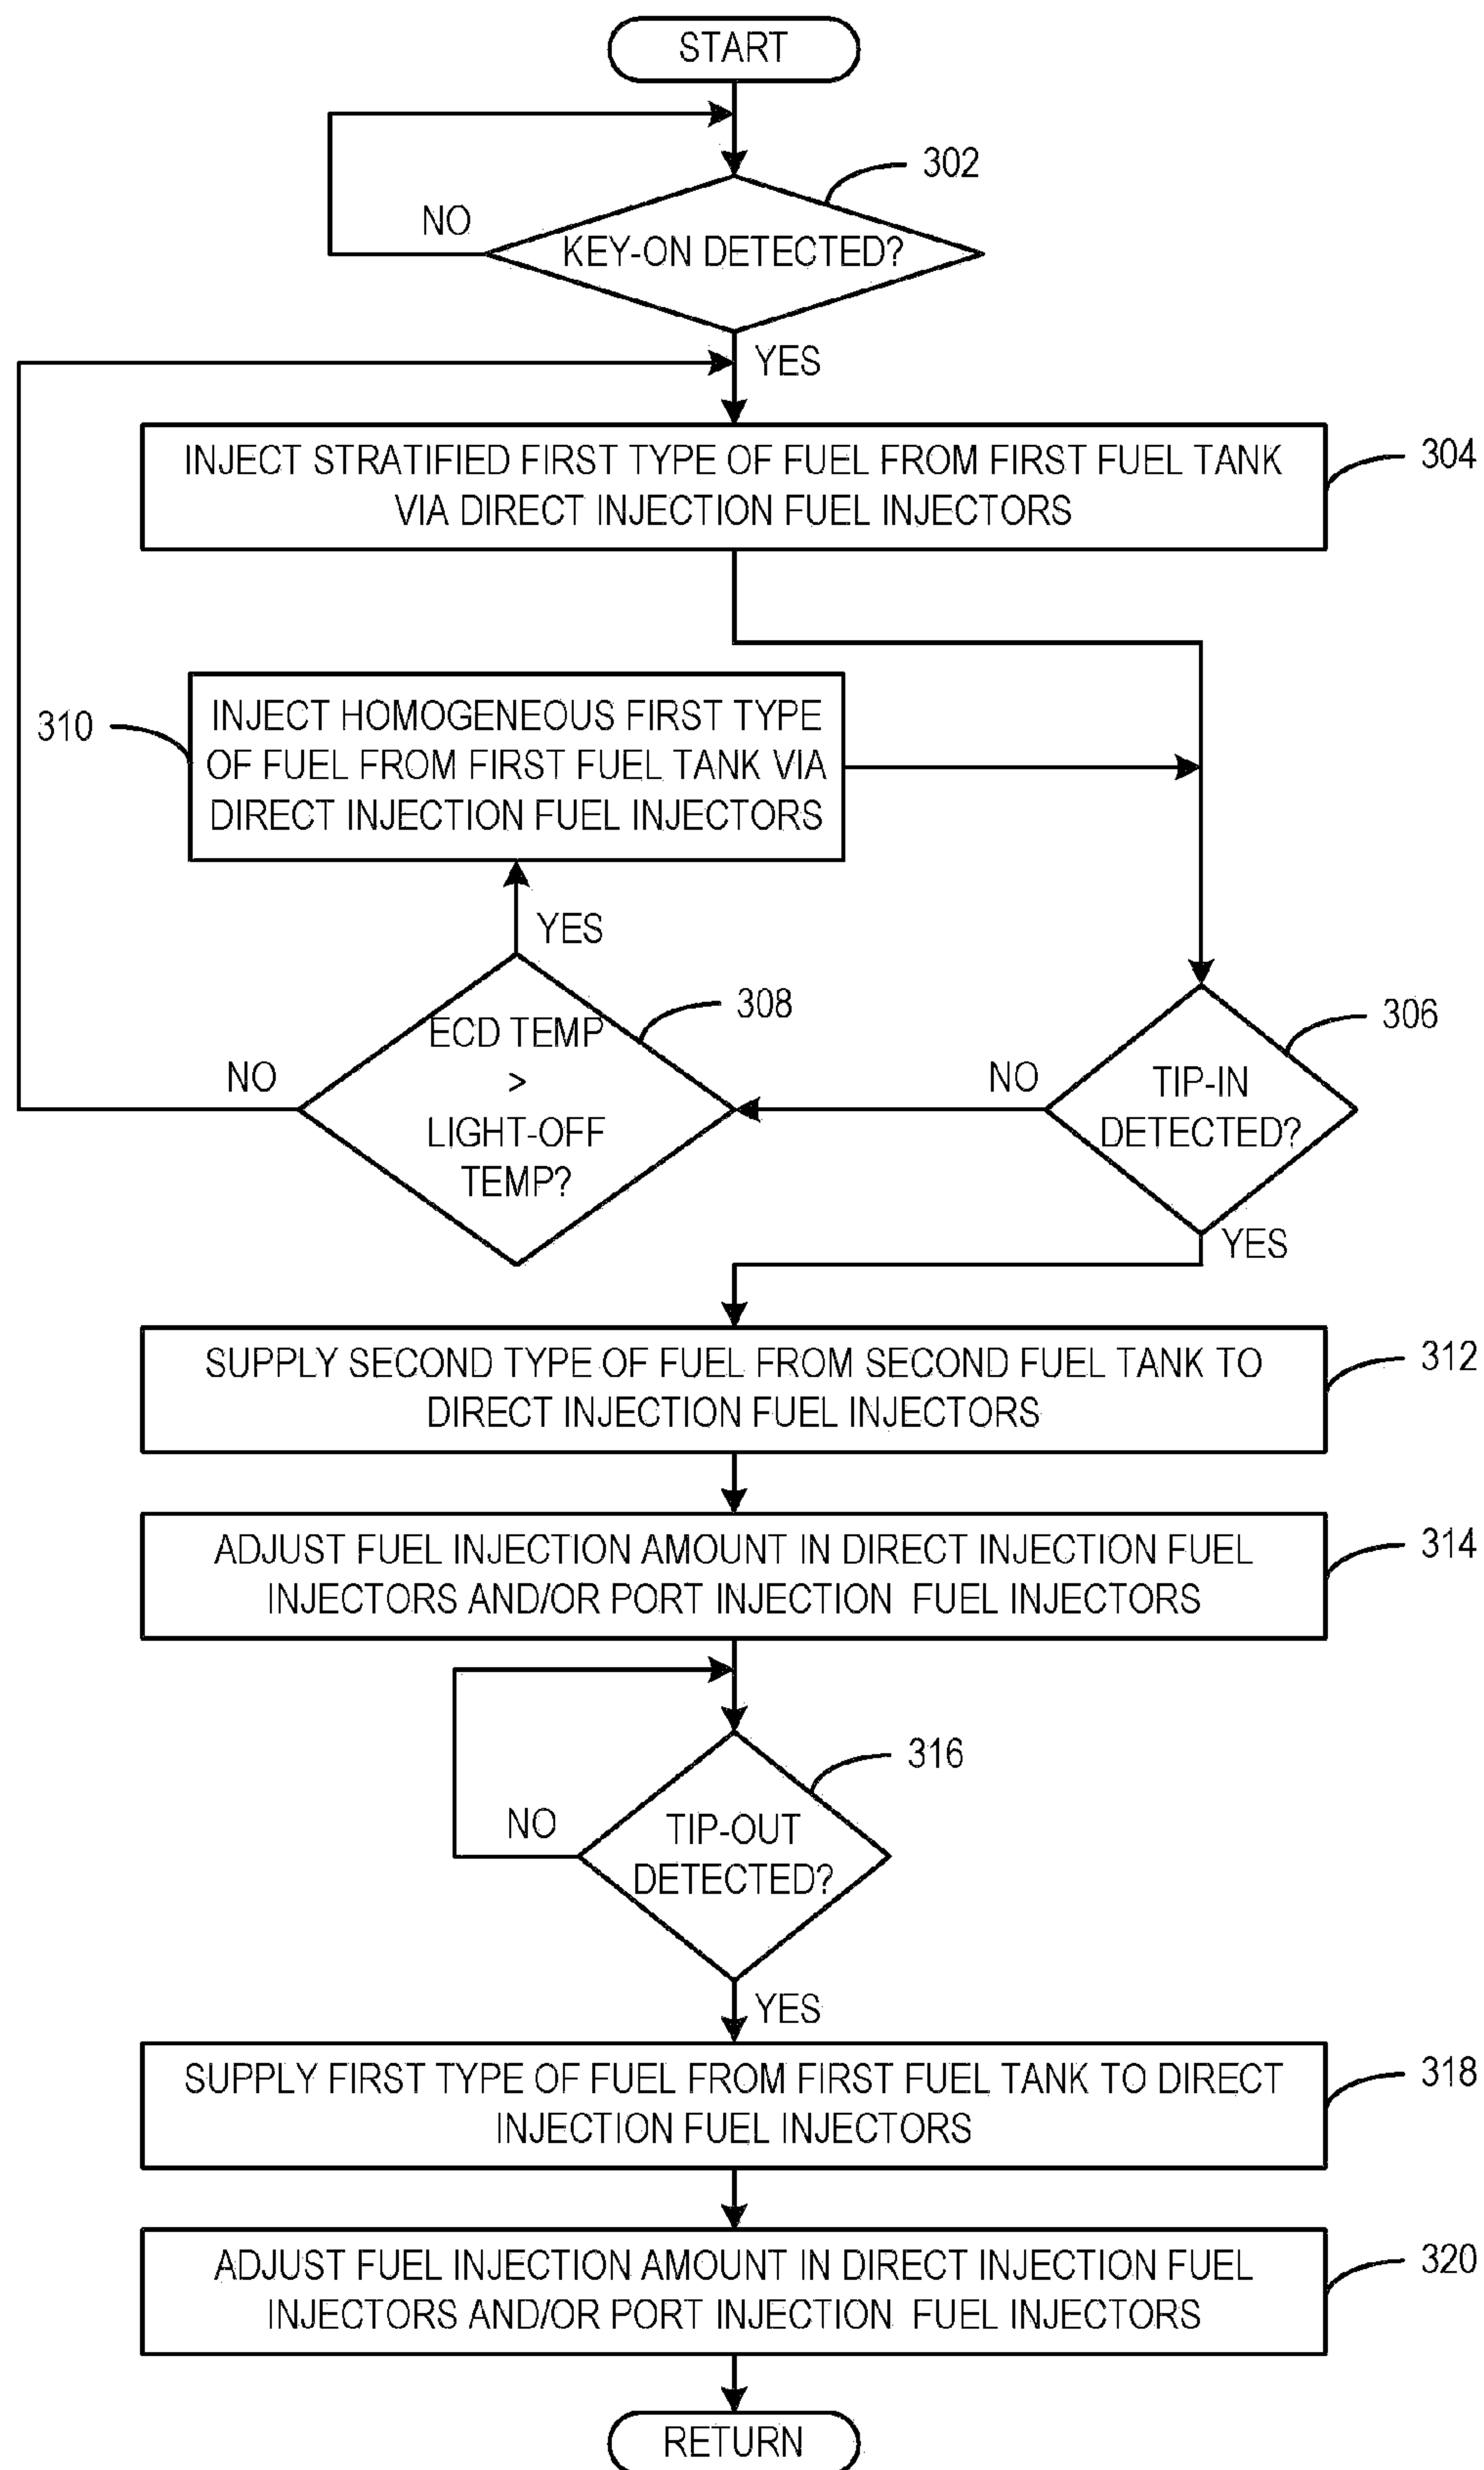 START
302
NO
KEY-ON DETECTED?
YES
INJECT STRATIFIED FIRST TYPE OF FUEL FROM FIRST FUEL TANK
VIA DIRECT INJECTION FUEL INJECTORS
304
310
INJECT HOMOGENEOUS FIRST TYPE
OF FUEL FROM FIRST FUEL TANK VIA
DIRECT INJECTION FUEL INJECTORS
YES
308
306
ECD TEMP
>
LIGHT-OFF
TEMP?
NO
NO
TIP-IN
DETECTED?
YES
SUPPLY SECOND TYPE OF FUEL FROM SECOND FUEL TANK TO
DIRECT INJECTION FUEL INJECTORS
312
ADJUST FUEL INJECTION AMOUNT IN DIRECT INJECTION FUEL
INJECTORS AND/OR PORT INJECTION FUEL INJECTORS
314
316
NO
TIP-OUT
DETECTED?
YES
SUPPLY FIRST TYPE OF FUEL FROM FIRST FUEL TANK TO DIRECT
INJECTION FUEL INJECTORS
318
ADJUST FUEL INJECTION AMOUNT IN DIRECT INJECTION FUEL
INJECTORS AND/OR PORT INJECTION FUEL INJECTORS
320
RETURN